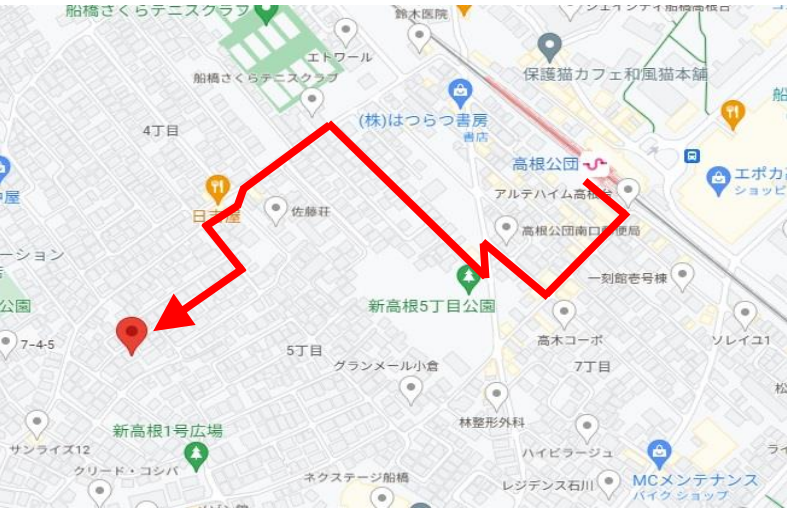 船橋さくらテニスクラブ
鈴木医院
エトワール
船橋さくらテニスクラブ
保護猫カフェ和風猫本舗
(株)はつらつ書房
書店
4丁目
高根公団
エポカ
ショッピ
アルテハイム高根台
日吉屋
佐藤荘
高根公団南口郵便局
ーション
一刻館壱号棟
公園
新高根5丁目公園
7-4-5
5丁目
高木コーポ
ソレイユ1
グランメール小倉
7丁目
林整形外科
新高根1号広場
サンライズ12
ハイビラージュ
クリード・コシバ
ネクステージ船橋
レジデンス石川
MCメンテナンス
バイクショップ